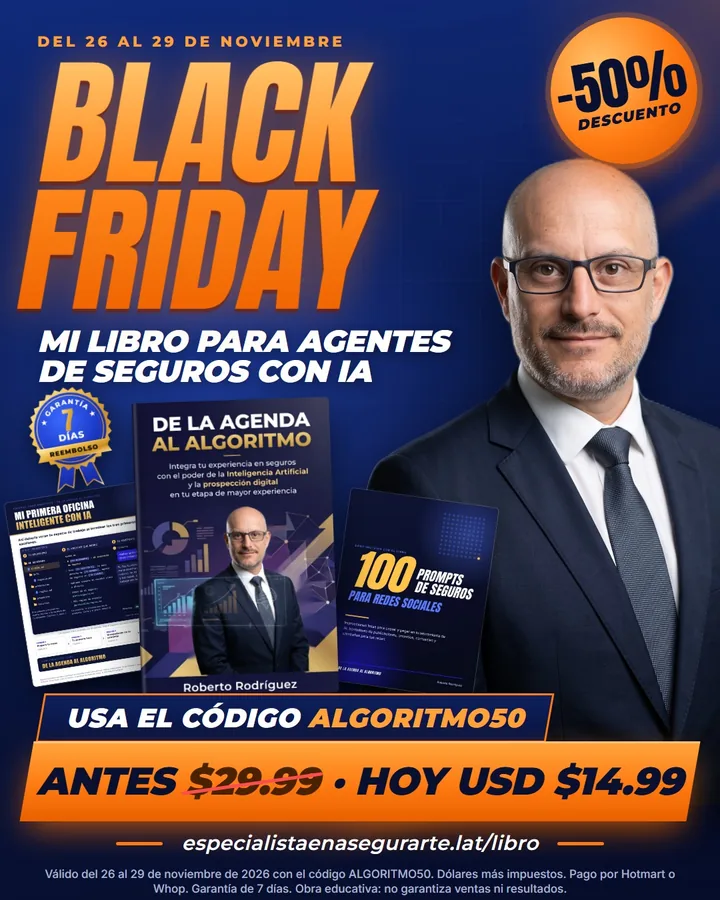 DEL 26 AL 29 DE NOVIEMBRE
BLACK
FRIDAY
-50%
DESCUENTO
MI LIBRO PARA AGENTES
DE SEGUROS CON IA
GARANTÍA
7
DÍAS
REEMBOLSO
MI PRIMERA OFICINA
INTELIGENTE CON IA
DE LA AGENDA AL ALGORITMO
DE LA AGENDA
AL ALGORITMO
Integra tu experiencia en seguros
con el poder de la Inteligencia Artificial
y la prospección digital
en tu etapa de mayor experiencia
Roberto Rodríguez
100 PROMPTS
DE SEGUROS
PARA REDES SOCIALES
DE LA AGENDA AL ALGORITMO
USA EL CÓDIGO ALGORITMO50
ANTES $29.99 • HOY USD $14.99
especialistaenasegurarte.lat/libro
Válido del 26 al 29 de noviembre de 2026 con el código ALGORITMO50. Dólares más impuestos. Pago por Hotmart o
Whop. Garantía de 7 días. Obra educativa: no garantiza ventas ni resultados.